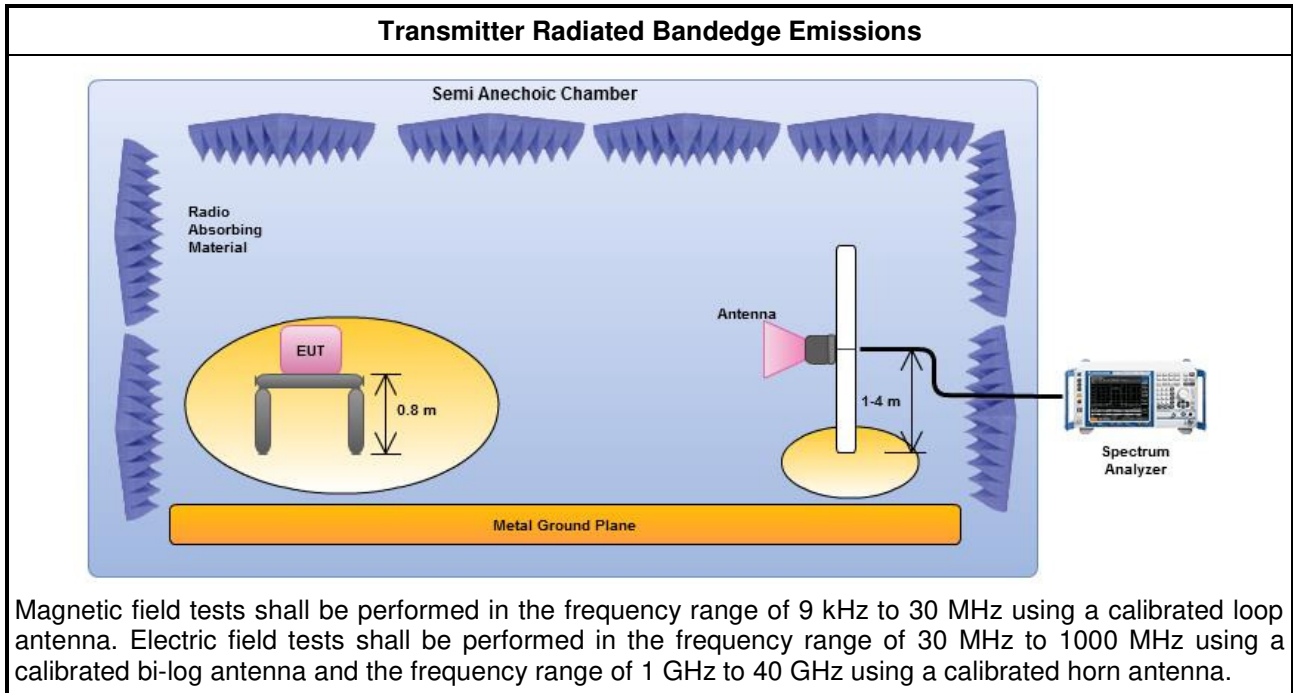 Transmitter Radiated Bandedge Emissions
Semi Anechoic Chamber
Radio
Absorbing
Material
Antenna
EUT
0.8 m
1-4 m
Spectrum
Analyzer
Metal Ground Plane
Magnetic field tests shall be performed in the frequency range of 9 kHz to 30 MHz using a calibrated loop
antenna. Electric field tests shall be performed in the frequency range of 30 MHz to 1000 MHz using a
calibrated bi-log antenna and the frequency range of 1 GHz to 40 GHz using a calibrated horn antenna.